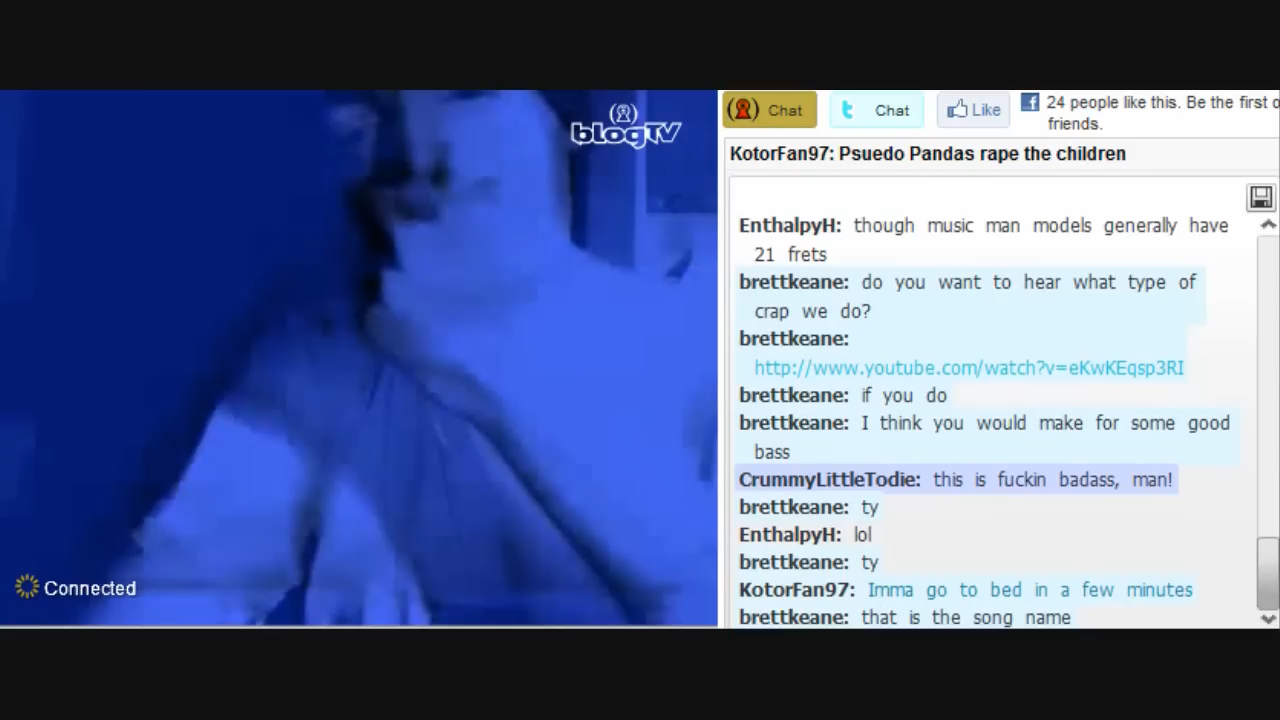 blogTV
Connected
Chat
Chat
Like
24 people like this. Be the first o
friends.
KotorFan97: Psuedo Pandas rape the children
EnthalpyH: though music man models generally have
21 frets
brettkeane: do you want to hear what type of
crap we do?
brettkeane:
http://www.youtube.com/watch?v=eKwKEqsp3RI
brettkeane: if you do
brettkeane: I think you would make for some good
bass
CrummyLittleTodie: this is fuckin badass, man!
brettkeane: ty
EnthalpyH: lol
brettkeane: ty
KotorFan97: Imma go to bed in a few minutes
brettkeane: that is the song name